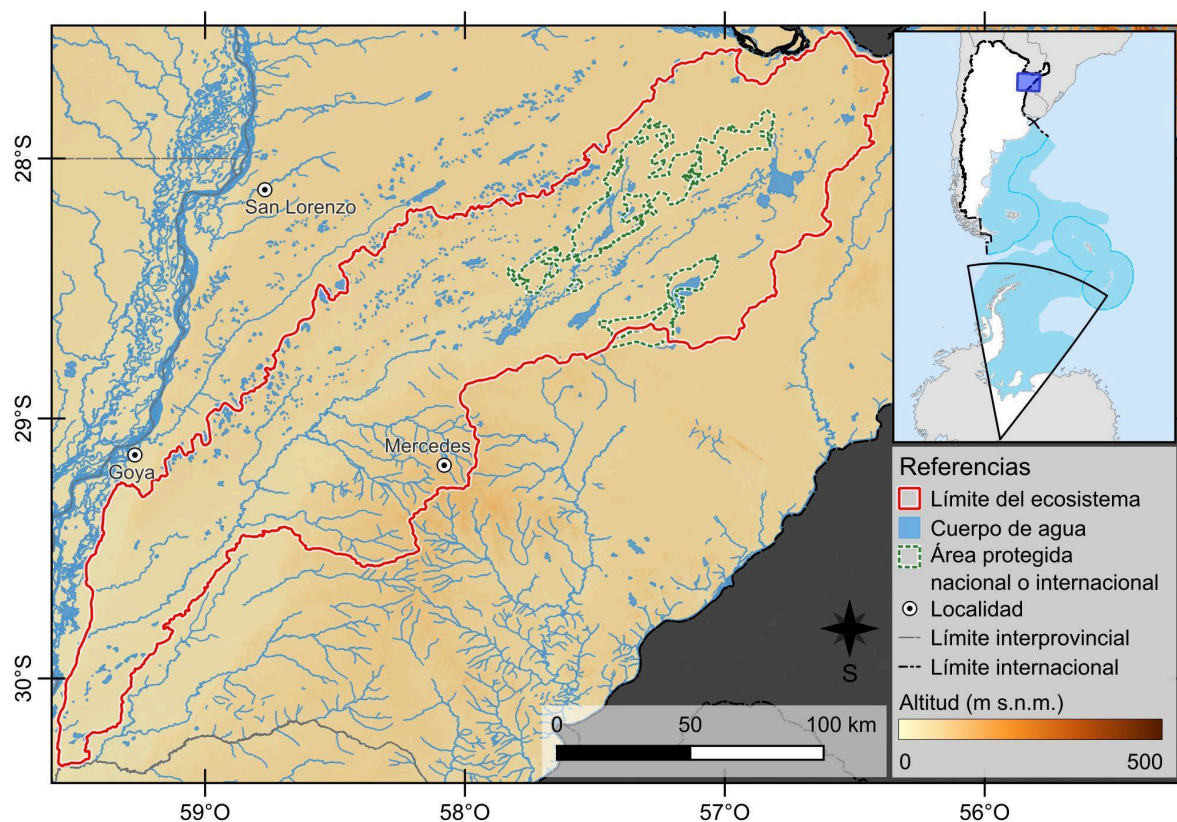 28°S
29°S
30°S
San Lorenzo
Goya
Mercedes
S
0 50 100 km
59°O 58°O 57°O 56°O
Referencias
Límite del ecosistema
Cuerpo de agua
Área protegida
nacional o internacional
Localidad
Límite interprovincial
Límite internacional
Altitud (m s.n.m.)
0 500